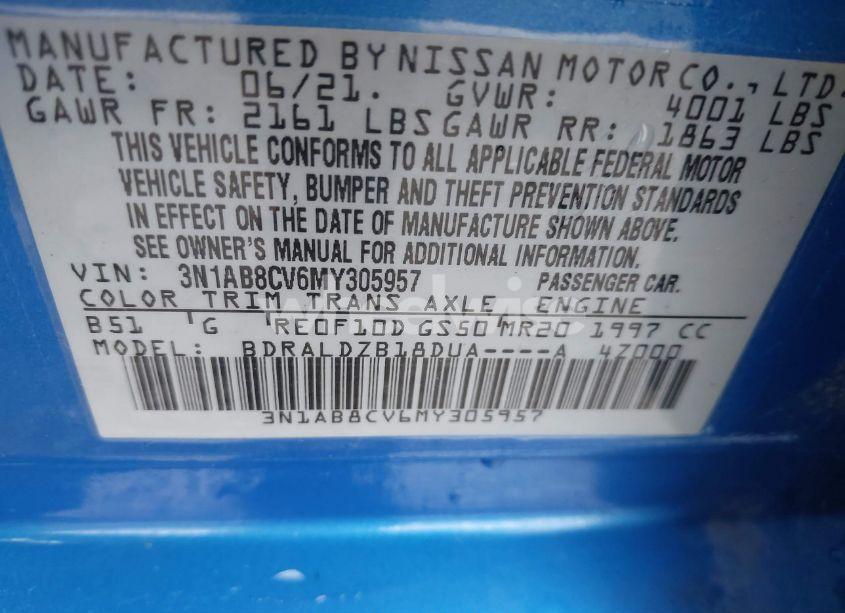 MANUFACTURED BY NISSAN MOTOR CO., LTD.
DATE: 06/21. GVWR: 4001 LBS
GAWR FR: 2161 LBS GAWR RR: 1863 LBS
THIS VEHICLE CONFORMS TO ALL APPLICABLE FEDERAL MOTOR
VEHICLE SAFETY, BUMPER AND THEFT PREVENTION STANDARDS
IN EFFECT ON THE DATE OF MANUFACTURE SHOWN ABOVE.
SEE OWNER'S MANUAL FOR ADDITIONAL INFORMATION.
VIN: 3N1AB8CV6MY305957 PASSENGER CAR.
COLOR TRIM TRANS AXLE ENGINE
B51 G RE0F10D GS50 MR20 1997 CC
MODEL: BDRALDZB18DUA----A 4Z000
3N1AB8CV6MY305957